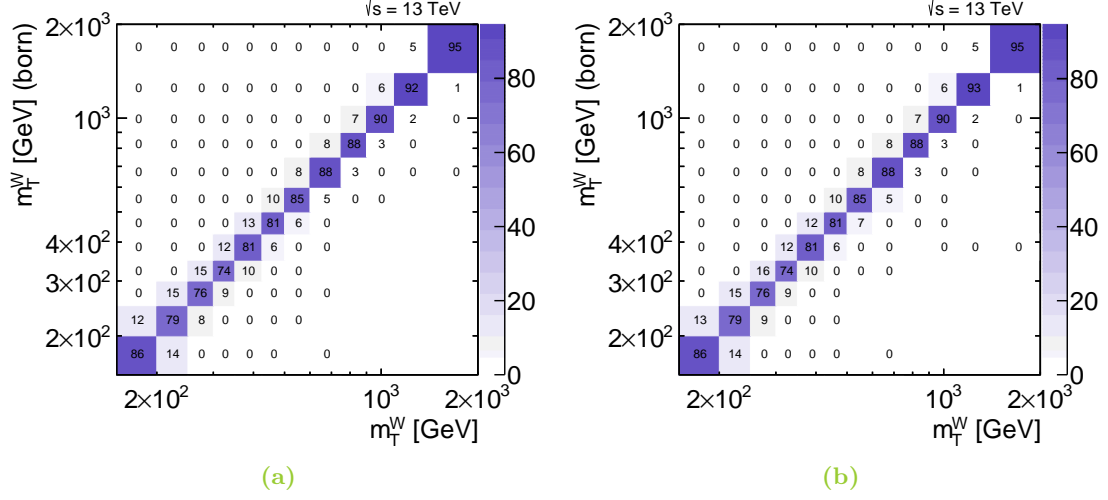 √s = 13 TeV
m_T^W [GeV] (born)
2×10³
10³
4×10²
3×10²
2×10²
0 0 0 0 0 0 0 0 0 0 5 95
0 0 0 0 0 0 0 0 0 6 92 1
0 0 0 0 0 0 0 0 7 90 2 0
0 0 0 0 0 0 0 8 88 3 0
0 0 0 0 0 0 8 88 3 0 0 0
0 0 0 0 0 10 85 5 0 0
0 0 0 0 13 81 6 0
0 0 0 12 81 6 0 0
0 0 15 74 10 0 0 0
0 15 76 9 0 0 0 0
12 79 8 0 0 0 0
86 14 0 0 0 0 0
80
60
40
20
0
2×10² 10³ 2×10³
m_T^W [GeV]
(a)
√s = 13 TeV
m_T^W [GeV] (born)
2×10³
10³
4×10²
3×10²
2×10²
0 0 0 0 0 0 0 0 0 0 5 95
0 0 0 0 0 0 0 0 0 6 93 1
0 0 0 0 0 0 0 0 7 90 2 0
0 0 0 0 0 0 0 8 88 3 0
0 0 0 0 0 0 8 88 3 0 0
0 0 0 0 0 10 85 5 0 0
0 0 0 0 12 81 7 0 0
0 0 0 12 81 6 0 0 0 0 0
0 0 16 74 10 0 0 0
0 15 76 9 0 0 0
13 79 9 0 0 0
86 14 0 0 0 0
80
60
40
20
0
2×10² 10³ 2×10³
m_T^W [GeV]
(b)